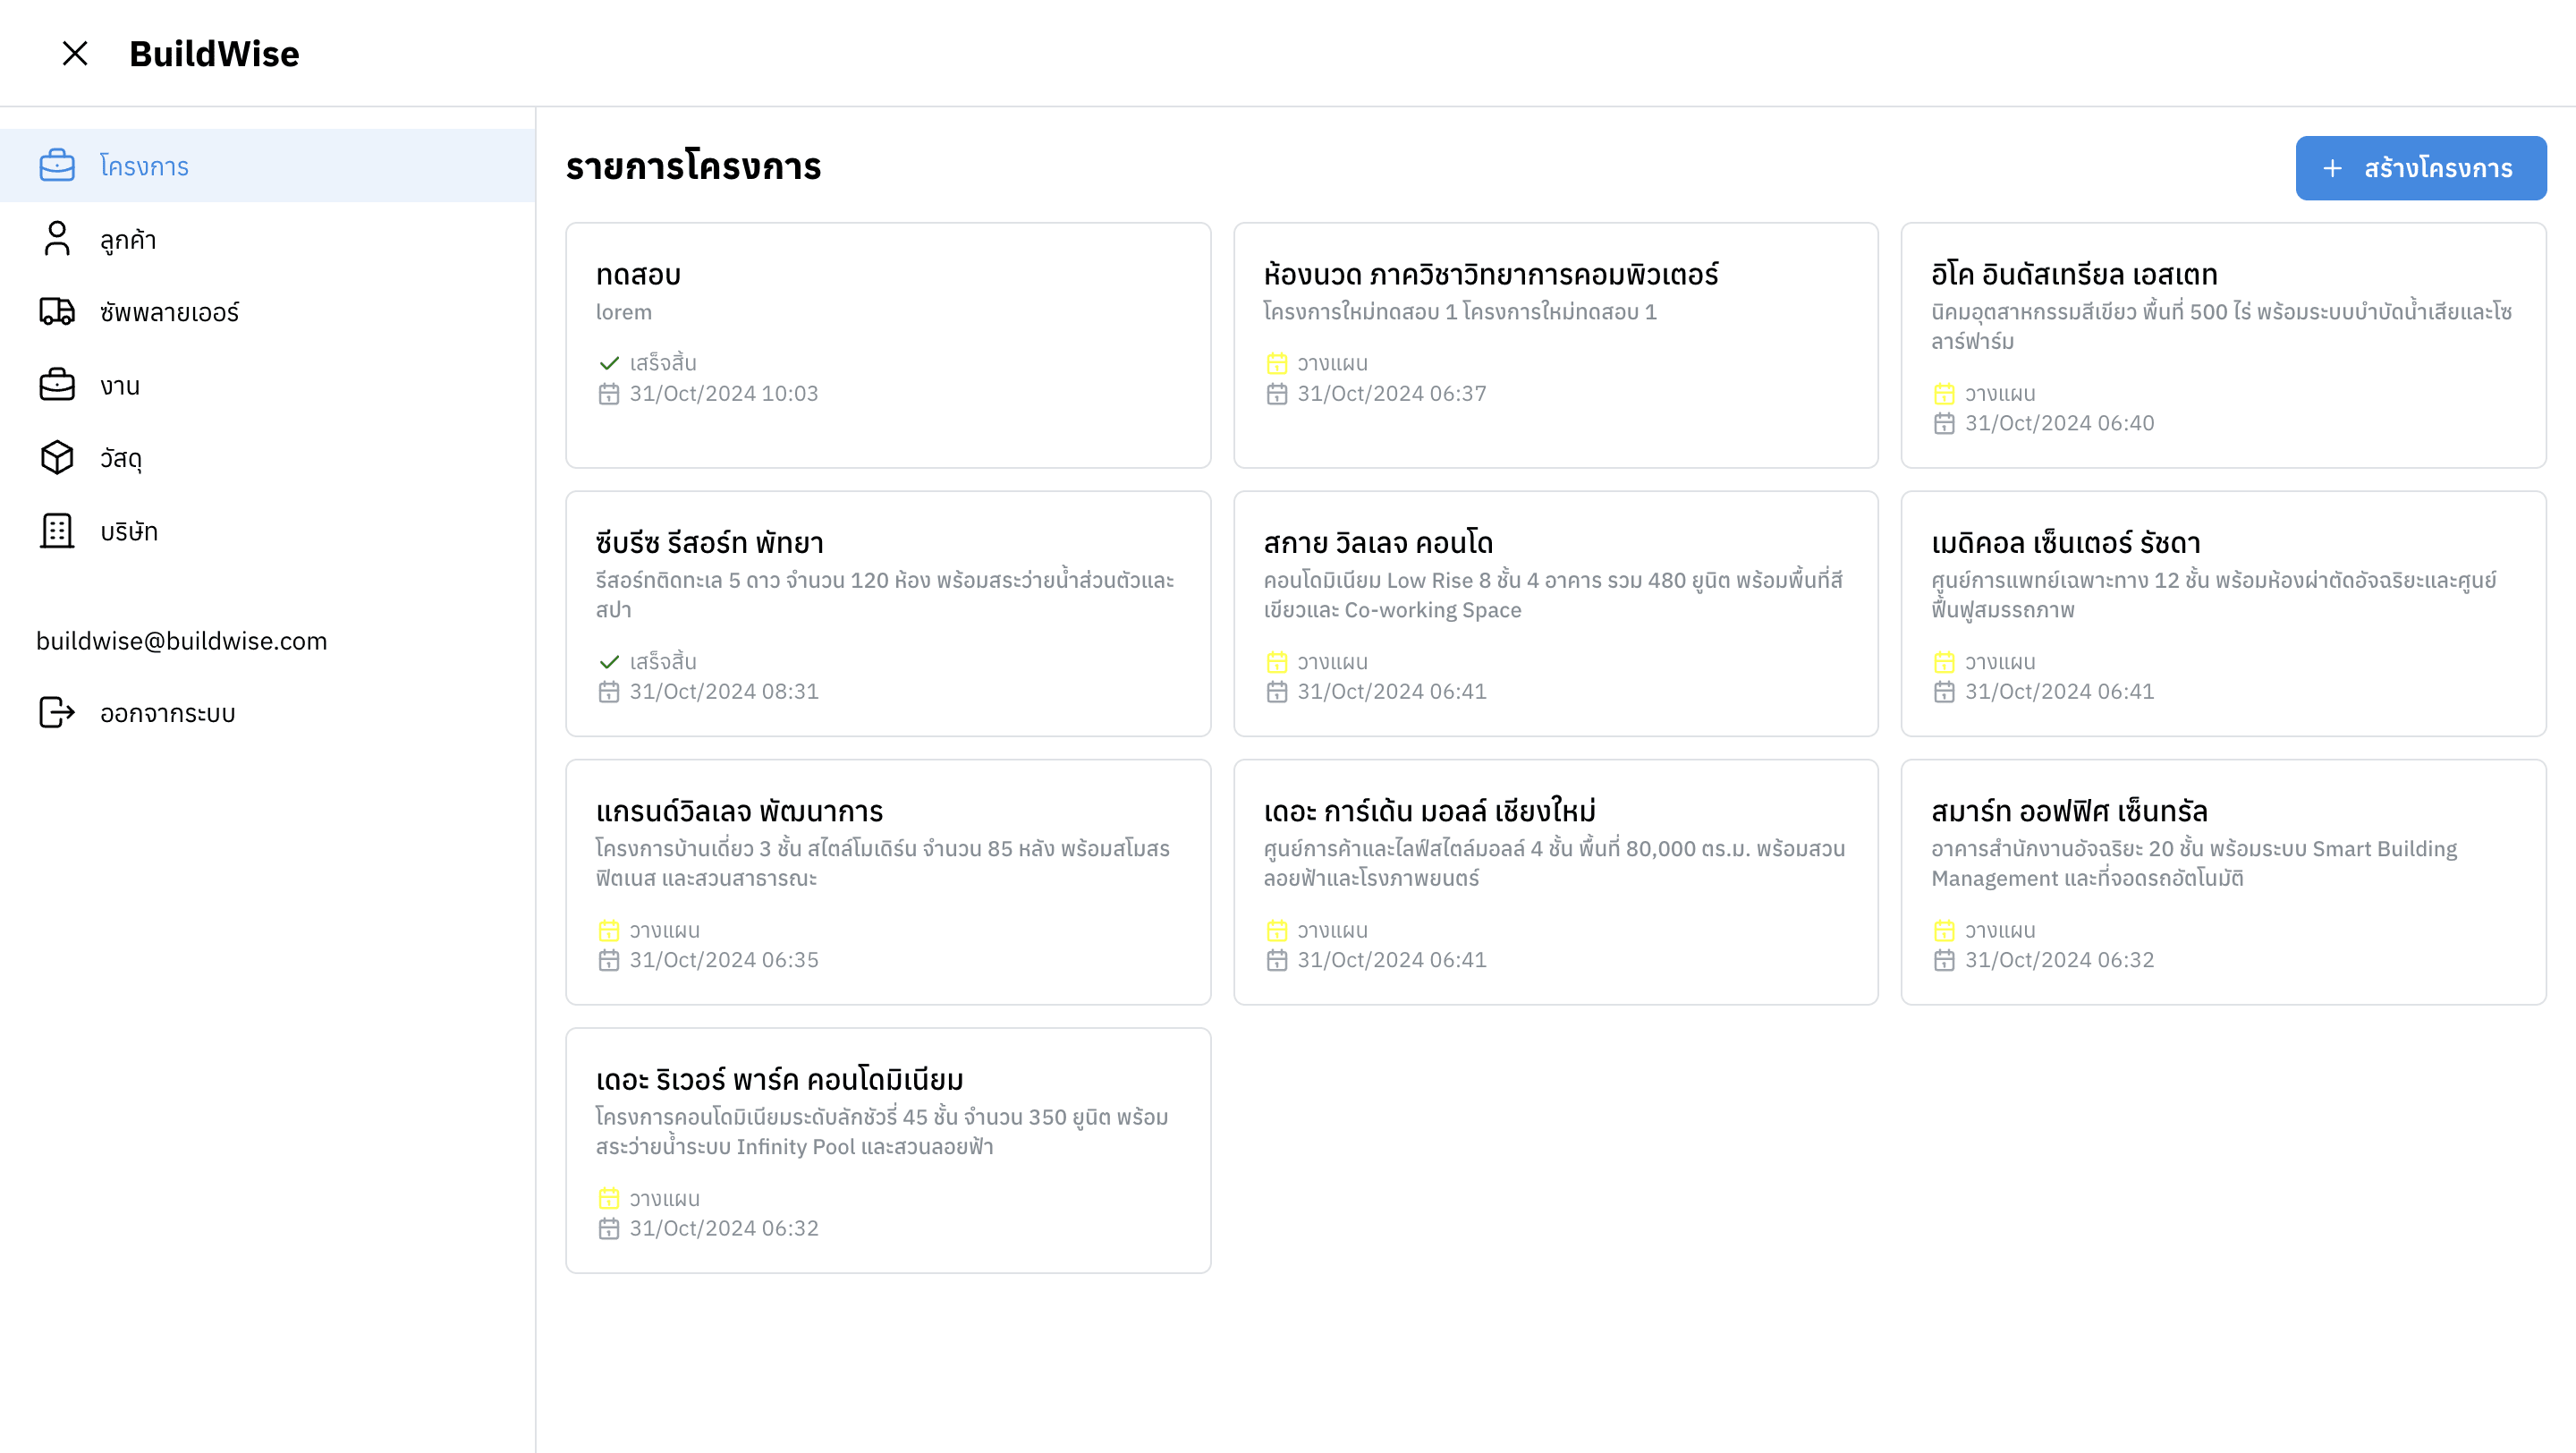 BuildWise
โครงการ
ลูกค้า
ซัพพลายเออร์
งาน
วัสดุ
บริษัท
buildwise@buildwise.com
ออกจากระบบ
รายการโครงการ
สร้างโครงการ
ทดสอบ
lorem
เสร็จสิ้น
31/Oct/2024 10:03
ห้องนวด ภาควิชาวิทยาการคอมพิวเตอร์
โครงการใหม่ทดสอบ 1 โครงการใหม่ทดสอบ 1
วางแผน
31/Oct/2024 06:37
อิโค อินดัสเทรียล เอสเตท
นิคมอุตสาหกรรมสีเขียว พื้นที่ 500 ไร่ พร้อมระบบบำบัดน้ำเสียและโซ
ลาร์ฟาร์ม
วางแผน
31/Oct/2024 06:40
ซีบรีซ รีสอร์ท พัทยา
รีสอร์ทติดทะเล 5 ดาว จำนวน 120 ห้อง พร้อมสระว่ายน้ำส่วนตัวและ
สปา
เสร็จสิ้น
31/Oct/2024 08:31
สกาย วิลเลจ คอนโด
คอนโดมิเนียม Low Rise 8 ชั้น 4 อาคาร รวม 480 ยูนิต พร้อมพื้นที่สี
เขียวและ Co-working Space
วางแผน
31/Oct/2024 06:41
เมดิคอล เซ็นเตอร์ รัชดา
ศูนย์การแพทย์เฉพาะทาง 12 ชั้น พร้อมห้องผ่าตัดอัจฉริยะและศูนย์
ฟื้นฟูสมรรถภาพ
วางแผน
31/Oct/2024 06:41
แกรนด์วิลเลจ พัฒนาการ
โครงการบ้านเดี่ยว 3 ชั้น สไตล์โมเดิร์น จำนวน 85 หลัง พร้อมสโมสร
ฟิตเนส และสวนสาธารณะ
วางแผน
31/Oct/2024 06:35
เดอะ การ์เด้น มอลล์ เชียงใหม่
ศูนย์การค้าและไลฟ์สไตล์มอลล์ 4 ชั้น พื้นที่ 80,000 ตร.ม. พร้อมสวน
ลอยฟ้าและโรงภาพยนตร์
วางแผน
31/Oct/2024 06:41
สมาร์ท ออฟฟิศ เซ็นทรัล
อาคารสำนักงานอัจฉริยะ 20 ชั้น พร้อมระบบ Smart Building
Management และที่จอดรถอัตโนมัติ
วางแผน
31/Oct/2024 06:32
เดอะ ริเวอร์ พาร์ค คอนโดมิเนียม
โครงการคอนโดมิเนียมระดับลักชัวรี่ 45 ชั้น จำนวน 350 ยูนิต พร้อม
สระว่ายน้ำระบบ Infinity Pool และสวนลอยฟ้า
วางแผน
31/Oct/2024 06:32